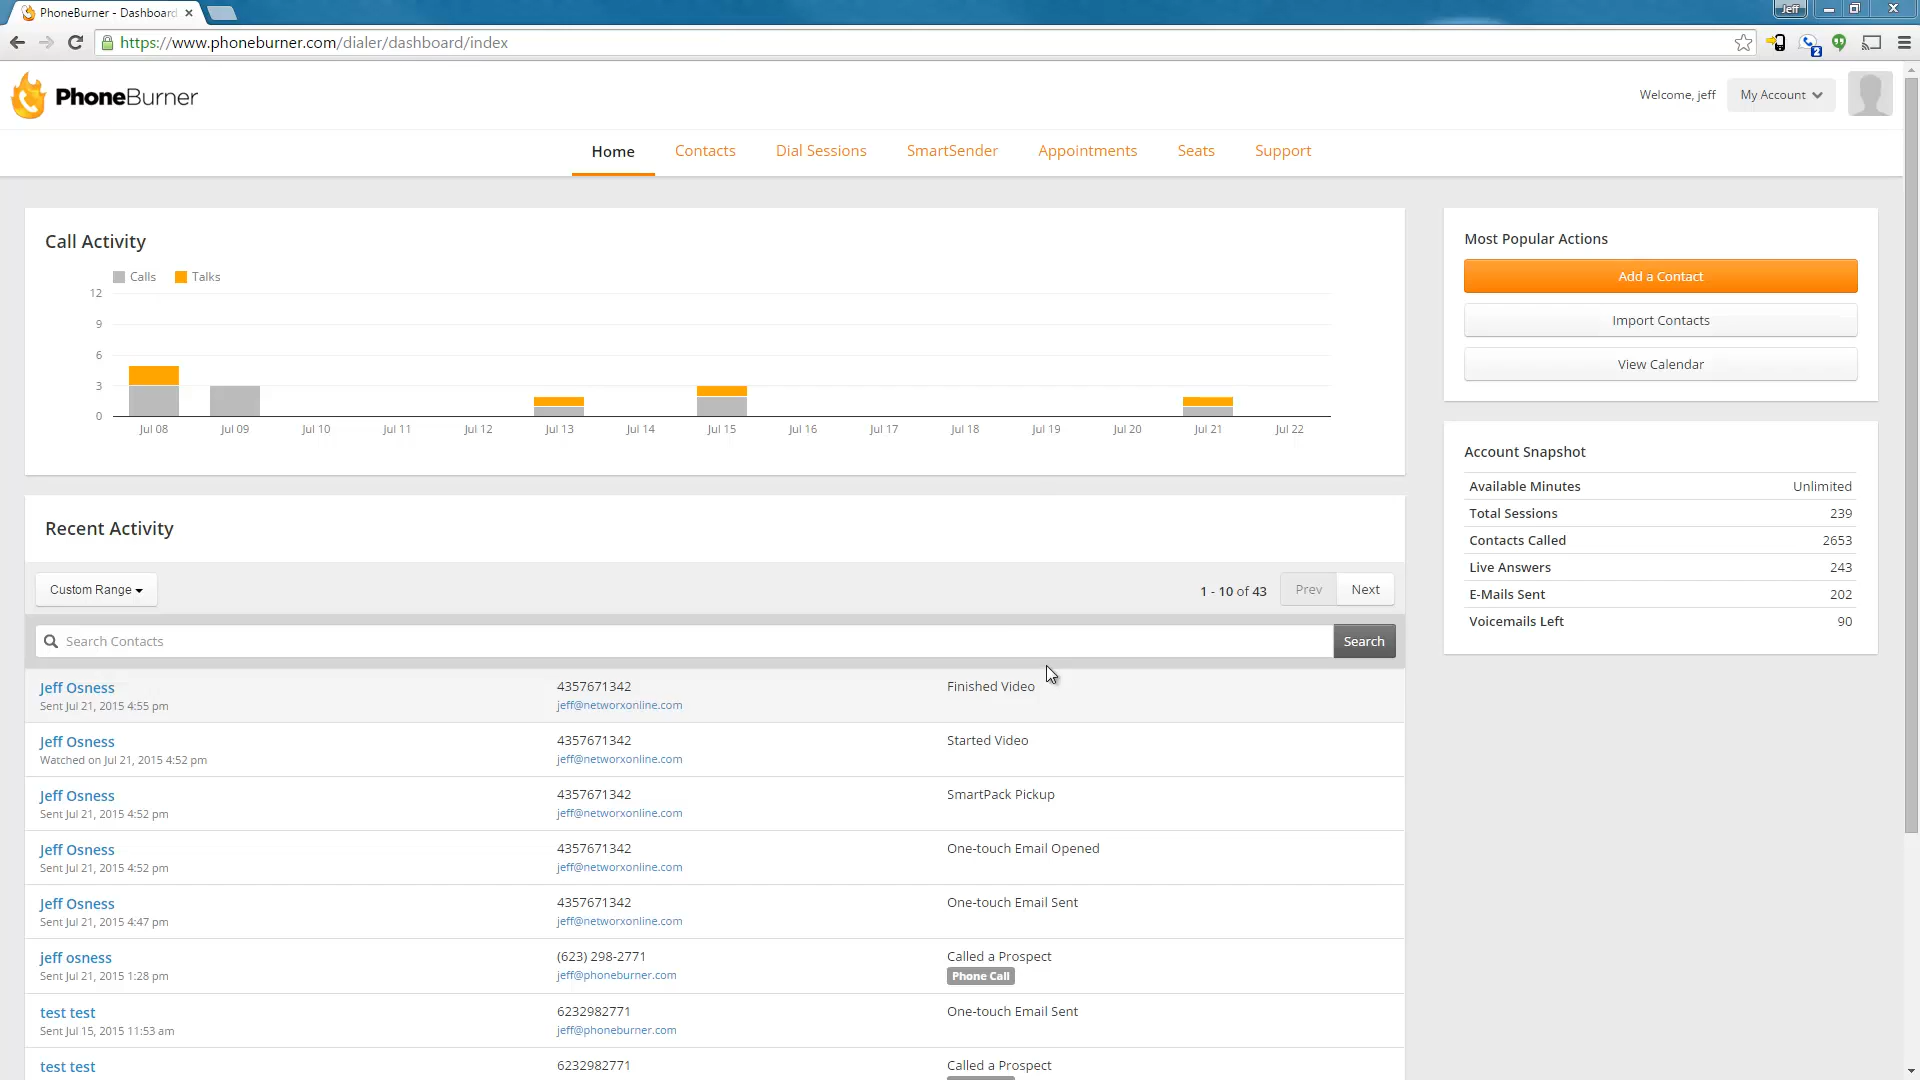 PhoneBurner - Dashboard
Jeff
https://www.phoneburner.com/dialer/dashboard/index
2
PhoneBurner
Welcome, jeff
My Account
Home
Contacts
Dial Sessions
SmartSender
Appointments
Seats
Support
Call Activity
Calls
Talks
12
9
6
3
0
Jul 08
Jul 09
Jul 10
Jul 11
Jul 12
Jul 13
Jul 14
Jul 15
Jul 16
Jul 17
Jul 18
Jul 19
Jul 20
Jul 21
Jul 22
Most Popular Actions
Add a Contact
Import Contacts
View Calendar
Account Snapshot
Available Minutes Unlimited
Total Sessions 239
Contacts Called 2653
Live Answers 243
E-Mails Sent 202
Voicemails Left 90
Recent Activity
Custom Range
1 - 10 of 43
Prev
Next
Search Contacts
Search
Jeff Osness 4357671342 Finished Video
Sent Jul 21, 2015 4:55 pm jeff@networxonline.com
Jeff Osness 4357671342 Started Video
Watched on Jul 21, 2015 4:52 pm jeff@networxonline.com
Jeff Osness 4357671342 SmartPack Pickup
Sent Jul 21, 2015 4:52 pm jeff@networxonline.com
Jeff Osness 4357671342 One-touch Email Opened
Sent Jul 21, 2015 4:52 pm jeff@networxonline.com
Jeff Osness 4357671342 One-touch Email Sent
Sent Jul 21, 2015 4:47 pm jeff@networxonline.com
jeff osness (623) 298-2771 Called a Prospect
Sent Jul 21, 2015 1:28 pm jeff@phoneburner.com Phone Call
test test 6232982771 One-touch Email Sent
Sent Jul 15, 2015 11:53 am jeff@phoneburner.com
test test 6232982771 Called a Prospect